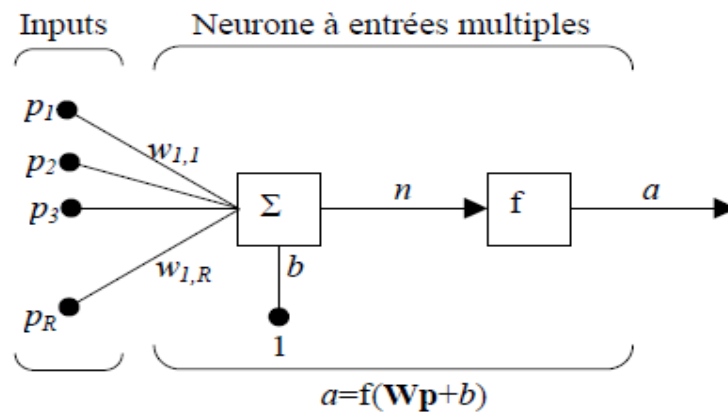 Inputs
Neurone à entrées multiples
p1
w1,1
p2
p3
Σ
n
f
a
w1,R
b
pR
1
a=f(Wp+b)